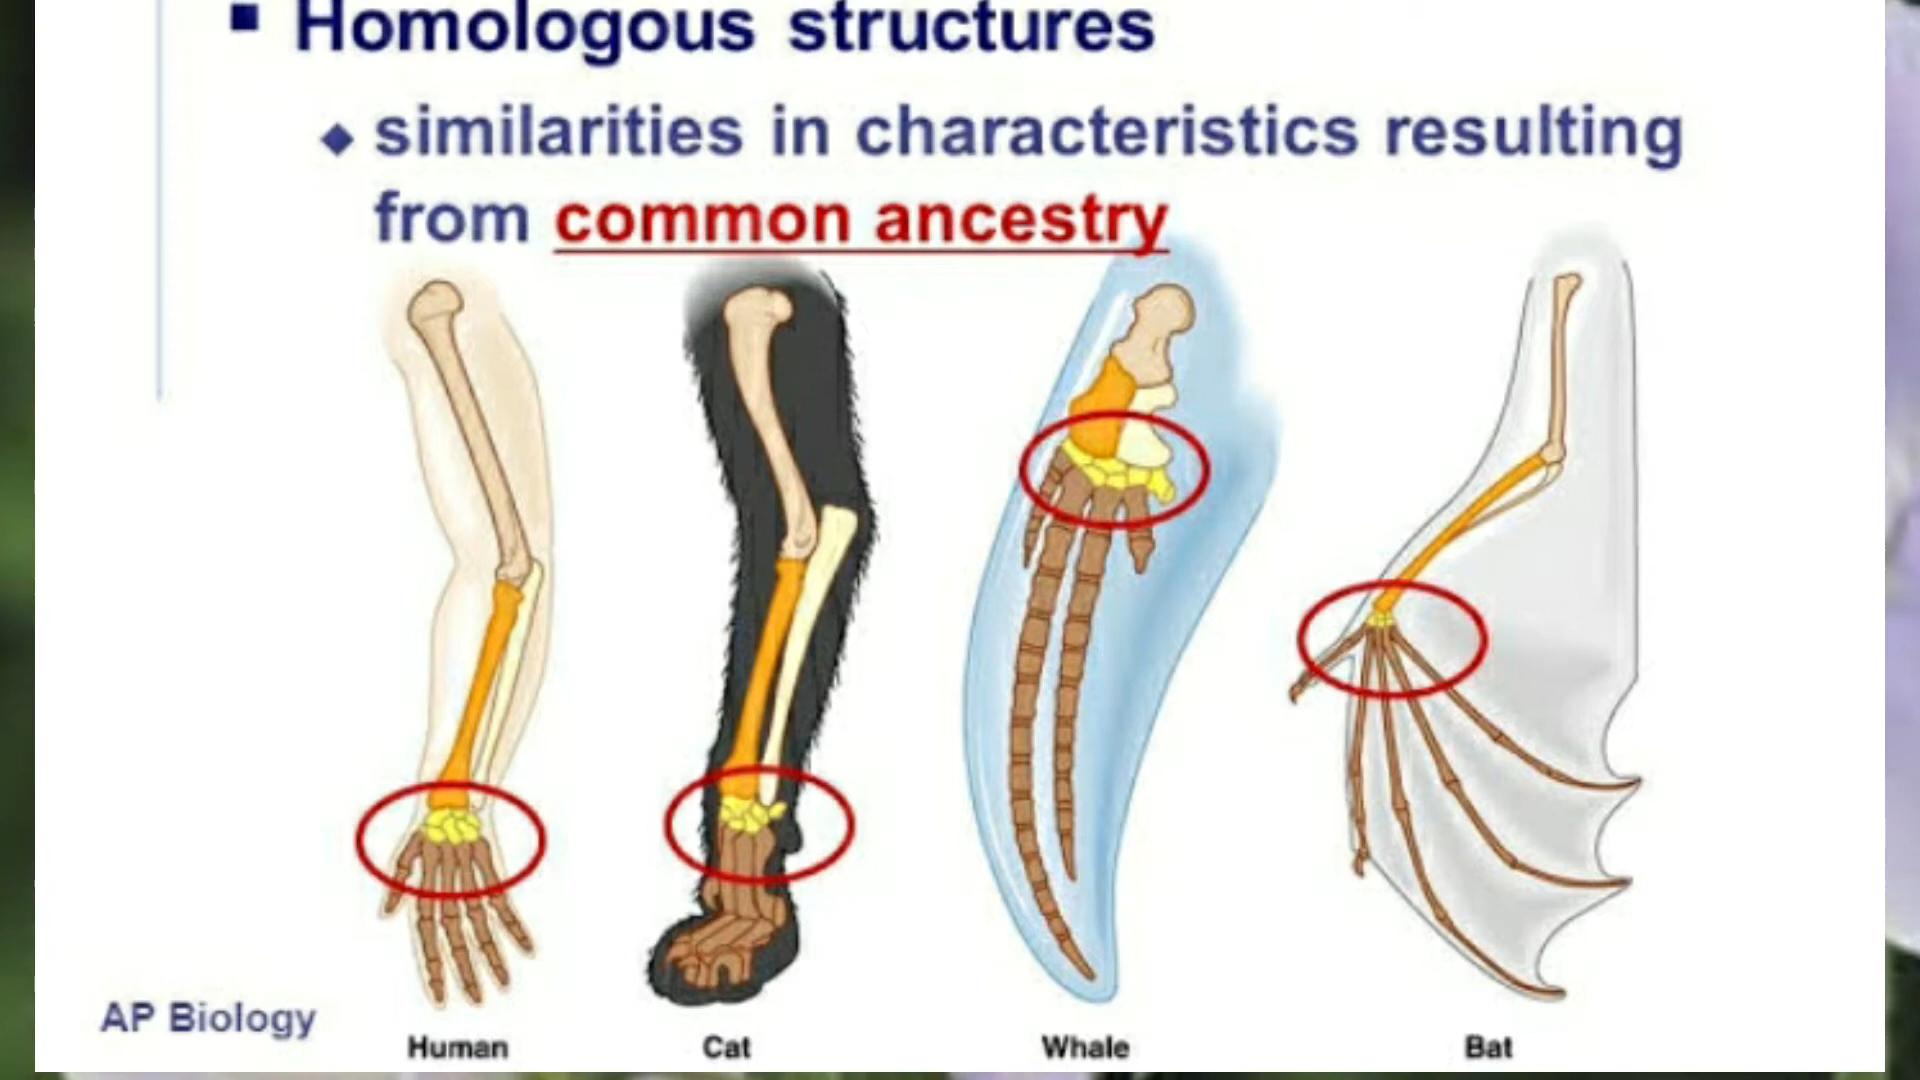 ▪ Homologous structures
◆ similarities in characteristics resulting
from common ancestry
AP Biology
Human Cat Whale Bat